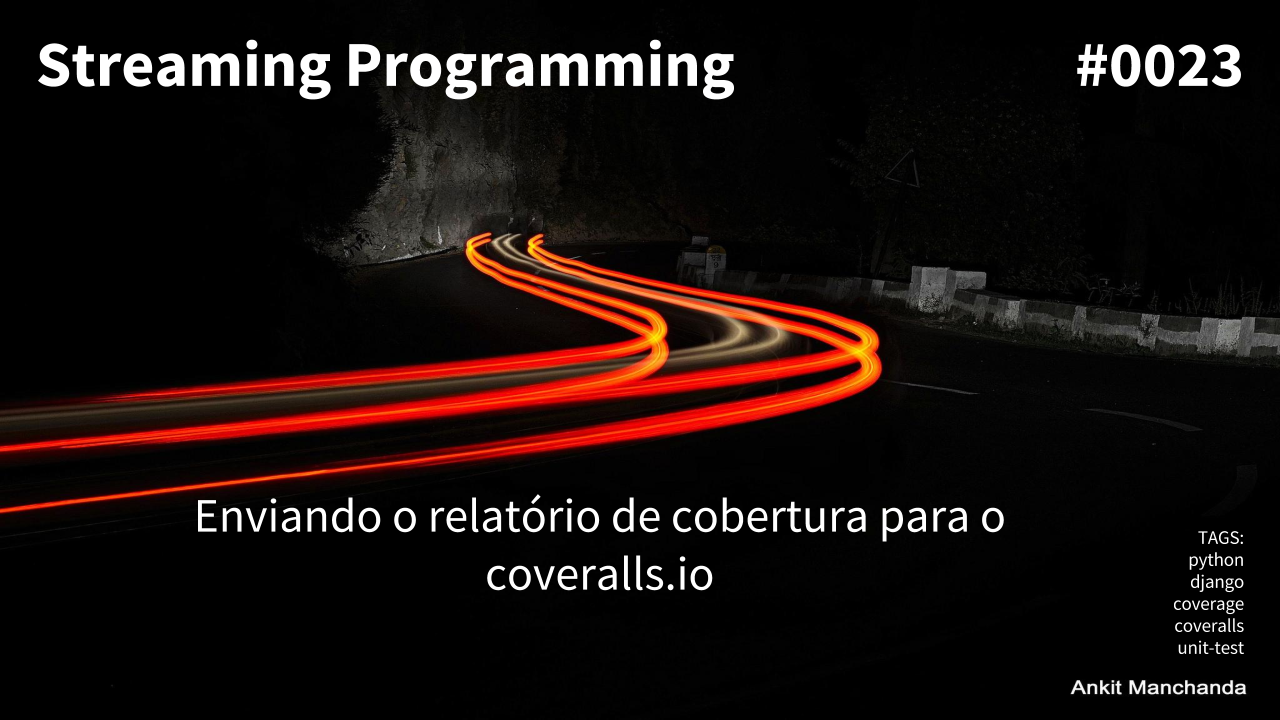 Streaming Programming
#0023
Enviando o relatório de cobertura para o
coveralls.io
TAGS:
python
django
coverage
coveralls
unit-test
Ankit Manchanda